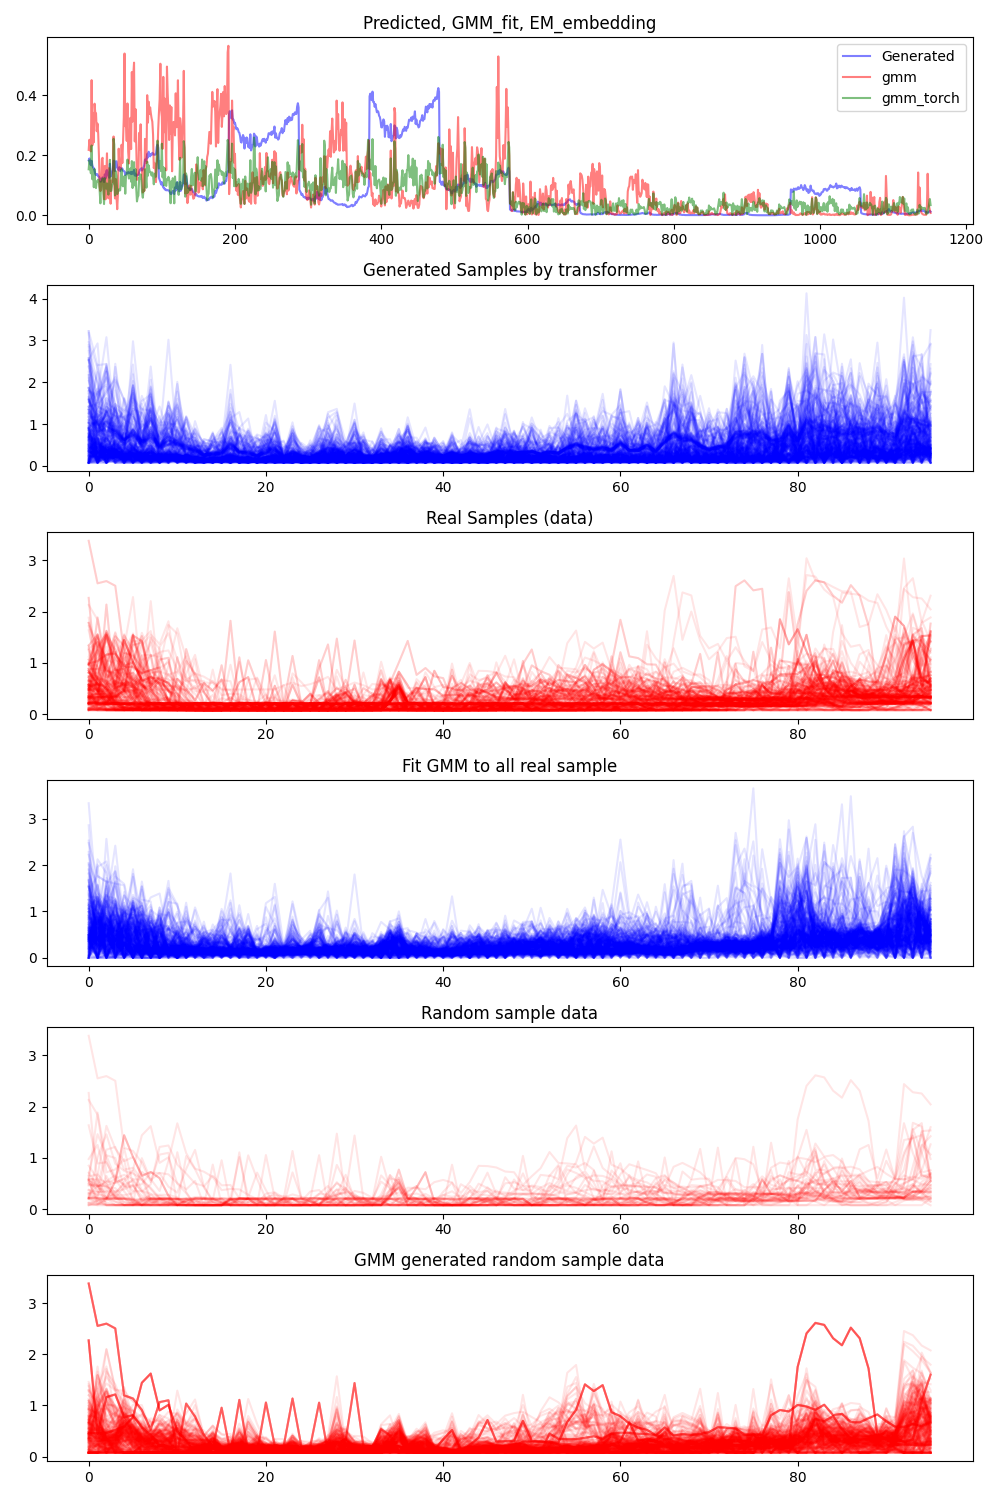 Predicted, GMM_fit, EM_embedding
Generated
gmm
gmm_torch
0.4
0.2
0.0
0 200 400 600 800 1000 1200
Generated Samples by transformer
4
3
2
1
0
0 20 40 60 80
Real Samples (data)
3
2
1
0
0 20 40 60 80
Fit GMM to all real sample
3
2
1
0
0 20 40 60 80
Random sample data
3
2
1
0
0 20 40 60 80
GMM generated random sample data
3
2
1
0
0 20 40 60 80